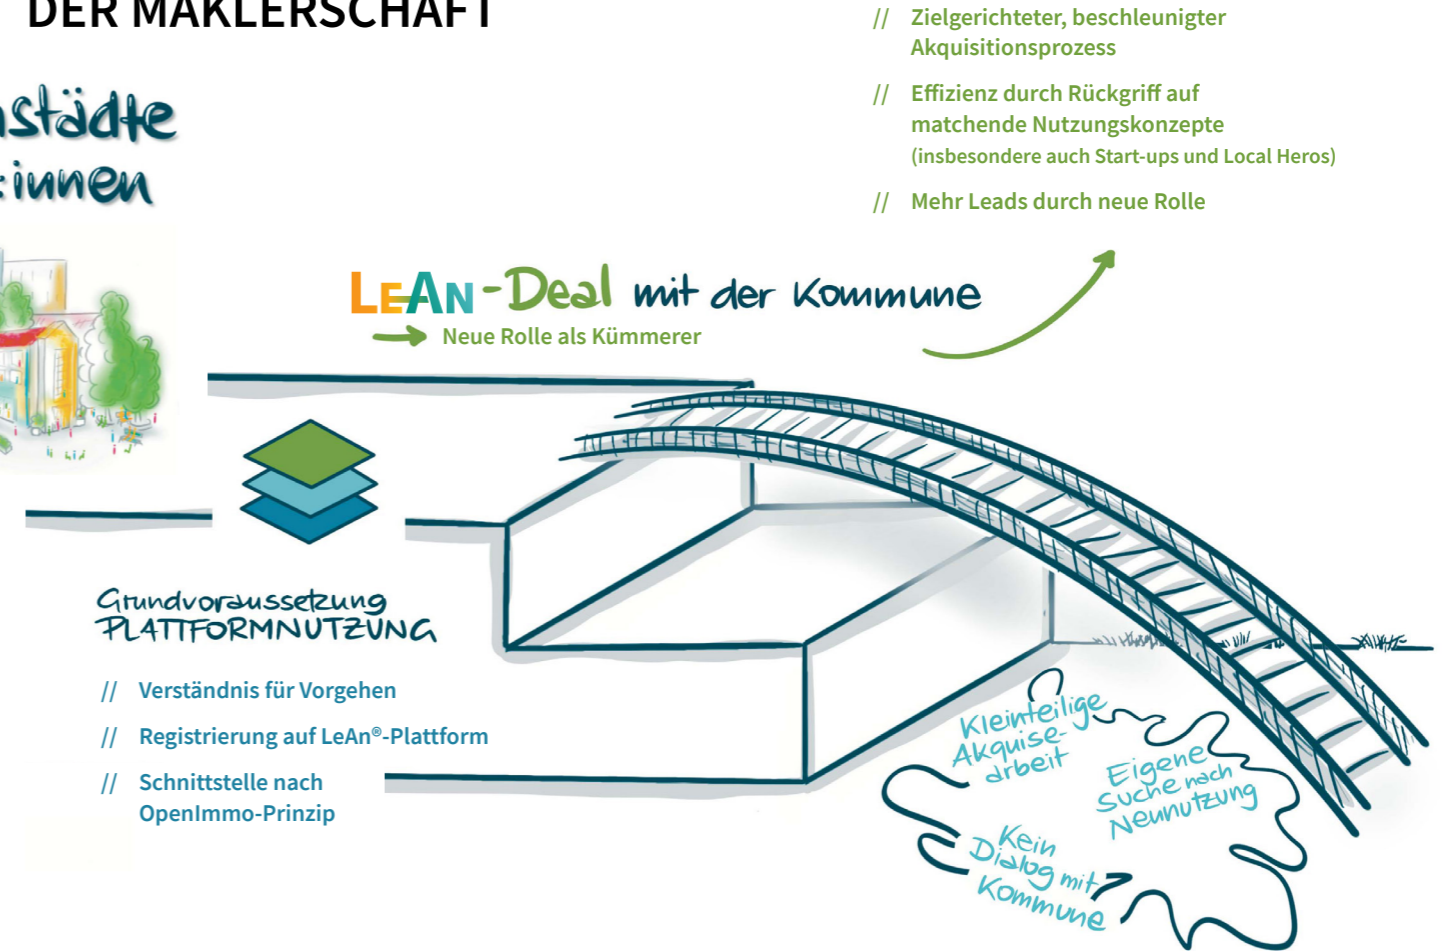 DER MAKLERSCHAFT
// Zielgerichteter, beschleunigter
Akquisitionsprozess
// Effizienz durch Rückgriff auf
matchende Nutzungskonzepte
(insbesondere auch Start-ups und Local Heros)
// Mehr Leads durch neue Rolle
städte
:innen
LEAN-Deal mit der Kommune
Neue Rolle als Kümmerer
Grundvoraussetzung
PLATTFORMNUTZUNG
// Verständnis für Vorgehen
// Registrierung auf LeAn®-Plattform
// Schnittstelle nach
OpenImmo-Prinzip
Kleinteilige
Akquise-
arbeit
Eigene
Suche nach
Neunutzung
Kein
Dialog mit
Kommune